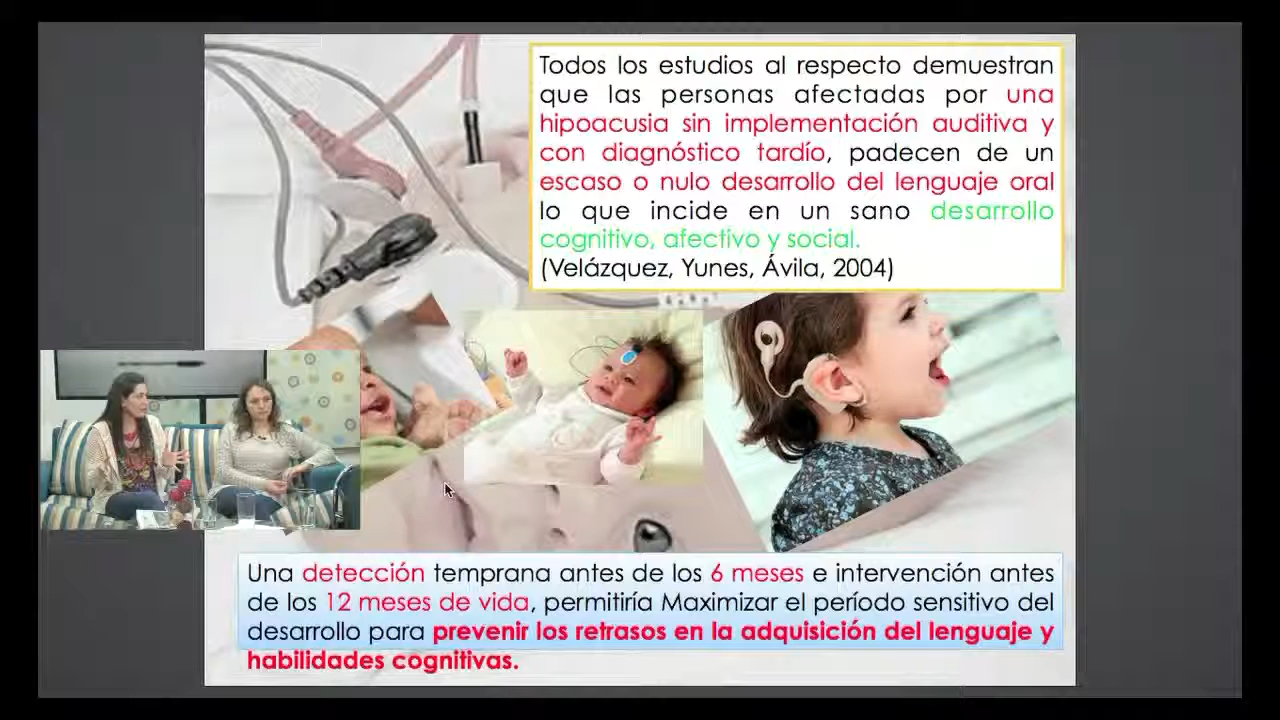 Todos los estudios al respecto demuestran
que las personas afectadas por una
hipoacusia sin implementación auditiva y
con diagnóstico tardío, padecen de un
escaso o nulo desarrollo del lenguaje oral
lo que incide en un sano desarrollo
cognitivo, afectivo y social.
(Velázquez, Yunes, Ávila, 2004)
Una detección temprana antes de los 6 meses e intervención antes
de los 12 meses de vida, permitiría Maximizar el período sensitivo del
desarrollo para prevenir los retrasos en la adquisición del lenguaje y
habilidades cognitivas.